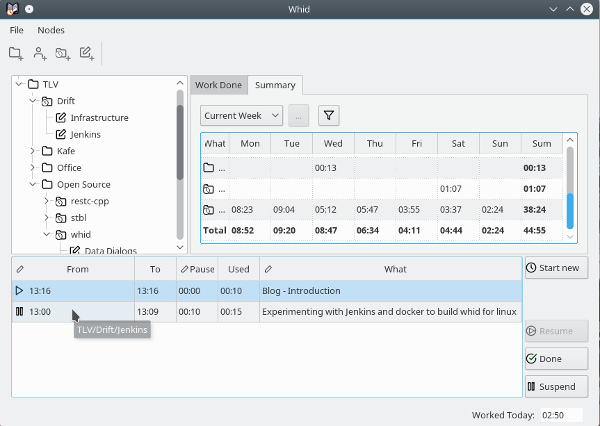 Whid
File Nodes
TLV
Drift
Infrastructure
Jenkins
Kafe
Office
Open Source
restc-cpp
stbl
whid
Data Dialogs
Work Done Summary
Current Week ...
What Mon Tue Wed Thu Fri Sat Sun Sum
... 00:13 00:13
... 01:07 01:07
... 08:23 09:04 05:12 05:47 03:55 03:37 02:24 38:24
Total 08:52 09:20 08:47 06:34 04:11 04:44 02:24 44:55
From To Pause Used What
13:16 13:16 00:00 00:10 Blog - Introduction
13:00 13:09 00:10 00:15 Experimenting with Jenkins and docker to build whid for linux
TLV/Drift/Jenkins
Start new
Resume
Done
Suspend
Worked Today: 02:50